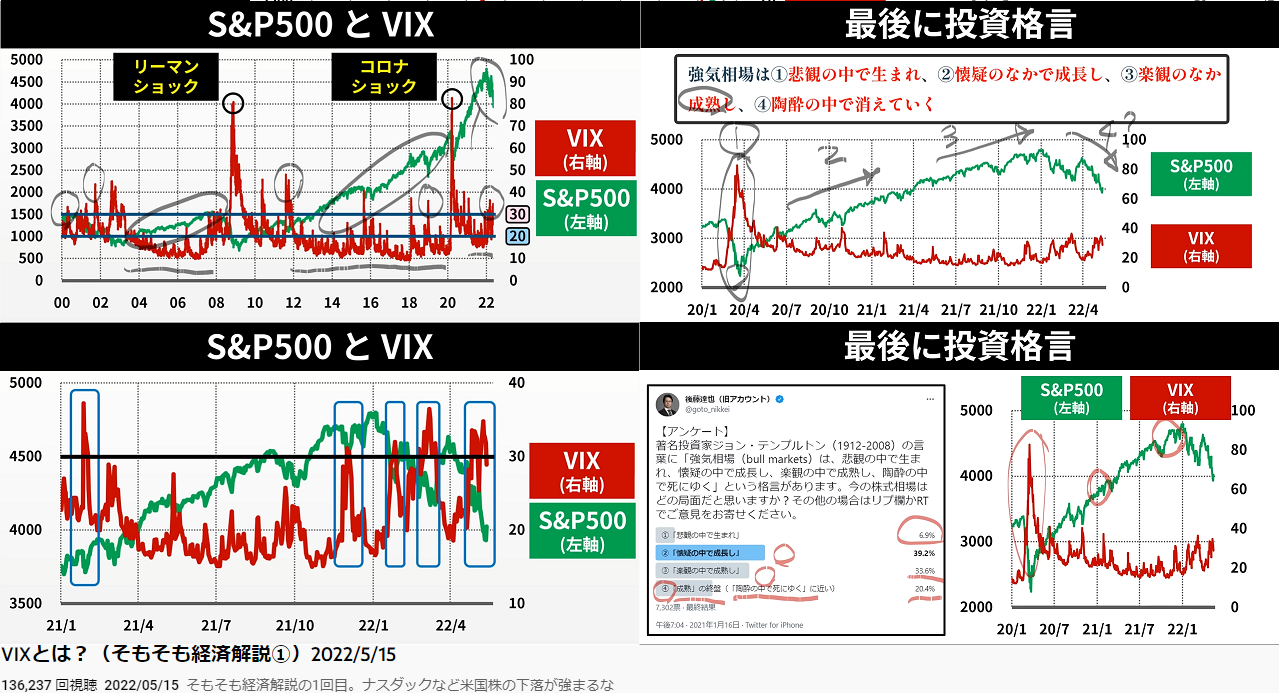 S&P500 と VIX
5000
4000
3500
3000
2500
2000
1500
1000
500
0
リーマン
ショック
コロナ
ショック
100
90
80
70
60
50
40
30
20
10
0
VIX
(右軸)
S&P500
(左軸)
00 02 04 06 08 10 12 14 16 18 20 22
最後に投資格言
強気相場は①悲観の中で生まれ、②懐疑のなかで成長し、③楽観のなか
成熟し、④陶酔の中で消えていく
① 2 3 4?
5000
4000
3000
2000
100
80
60
40
20
0
S&P500
(左軸)
VIX
(右軸)
20/1 20/4 20/7 20/10 21/1 21/4 21/7 21/10 22/1 22/4
S&P500 と VIX
5000
4500
4000
3500
40
30
20
10
VIX
(右軸)
S&P500
(左軸)
21/1 21/4 21/7 21/10 22/1 22/4
最後に投資格言
後藤達也（旧アカウント）
@goto_nikkei
【アンケート】
著名投資家ジョン・テンプルトン（1912-2008）の言
葉に「強気相場（bull markets）は、悲観の中で生ま
れ、懐疑の中で成長し、楽観の中で成熟し、陶酔の中
で死にゆく」という格言があります。今の株式相場は
どの局面だと思いますか？その他の場合はリプ欄かRT
でご意見をお寄せください。
①「悲観の中で生まれ」 6.9%
②「懐疑の中で成長し」 39.2%
③「楽観の中で成熟し」 33.6%
④「成熟」の終盤（「陶酔の中で死にゆく」に近い） 20.4%
7,302票・最終結果
午後7:04・2021年1月16日・Twitter for iPhone
S&P500
(左軸)
VIX
(右軸)
5000
4000
3000
2000
100
80
60
40
20
0
20/1 20/7 21/1 21/7 22/1
VIXとは？（そもそも経済解説①）2022/5/15
136,237 回視聴 2022/05/15 そもそも経済解説の1回目。ナスダックなど米国株の下落が強まるな